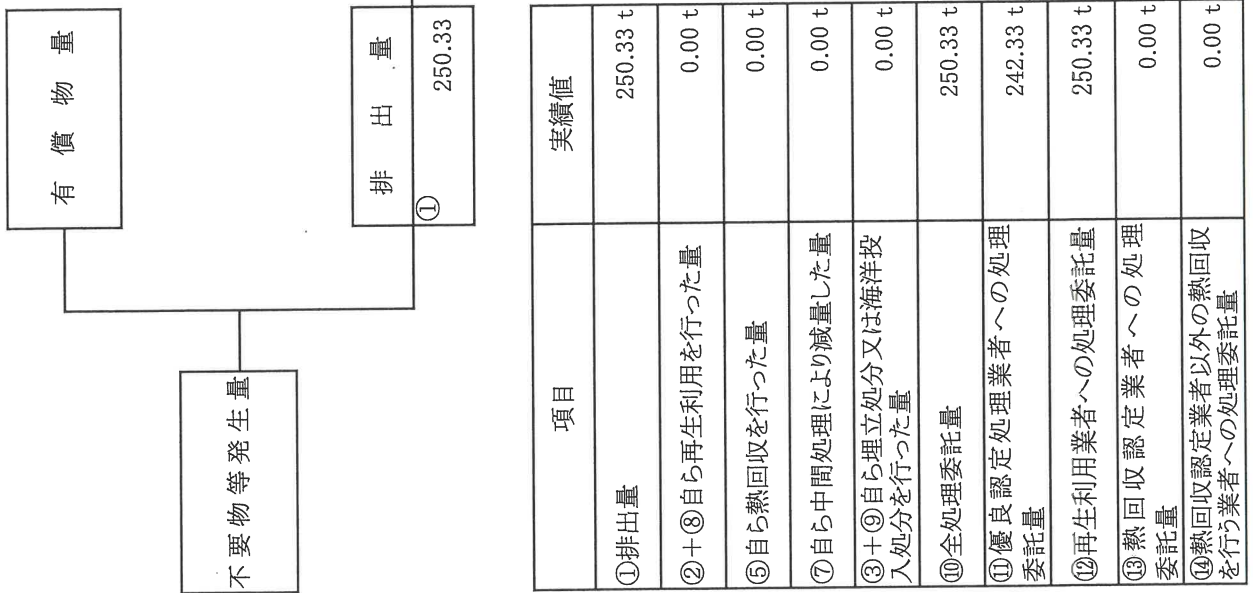 有償物量
不要物等発生量
排出量
①
250.33
項目 実績値
①排出量 250.33 t
②+⑧自ら再生利用を行った量 0.00 t
⑤自ら熱回収を行った量 0.00 t
⑦自ら中間処理により減量した量 0.00 t
③+⑨自ら埋立処分又は海洋投
入処分を行った量 0.00 t
⑩全処理委託量 250.33 t
⑪優良認定処理業者への処理
委託量 242.33 t
⑫再生利用業者への処理委託量 250.33 t
⑬熱回収認定業者への処理
委託量 0.00 t
⑭熱回収認定業者以外の熱回収
を行う業者への処理委託量 0.00 t